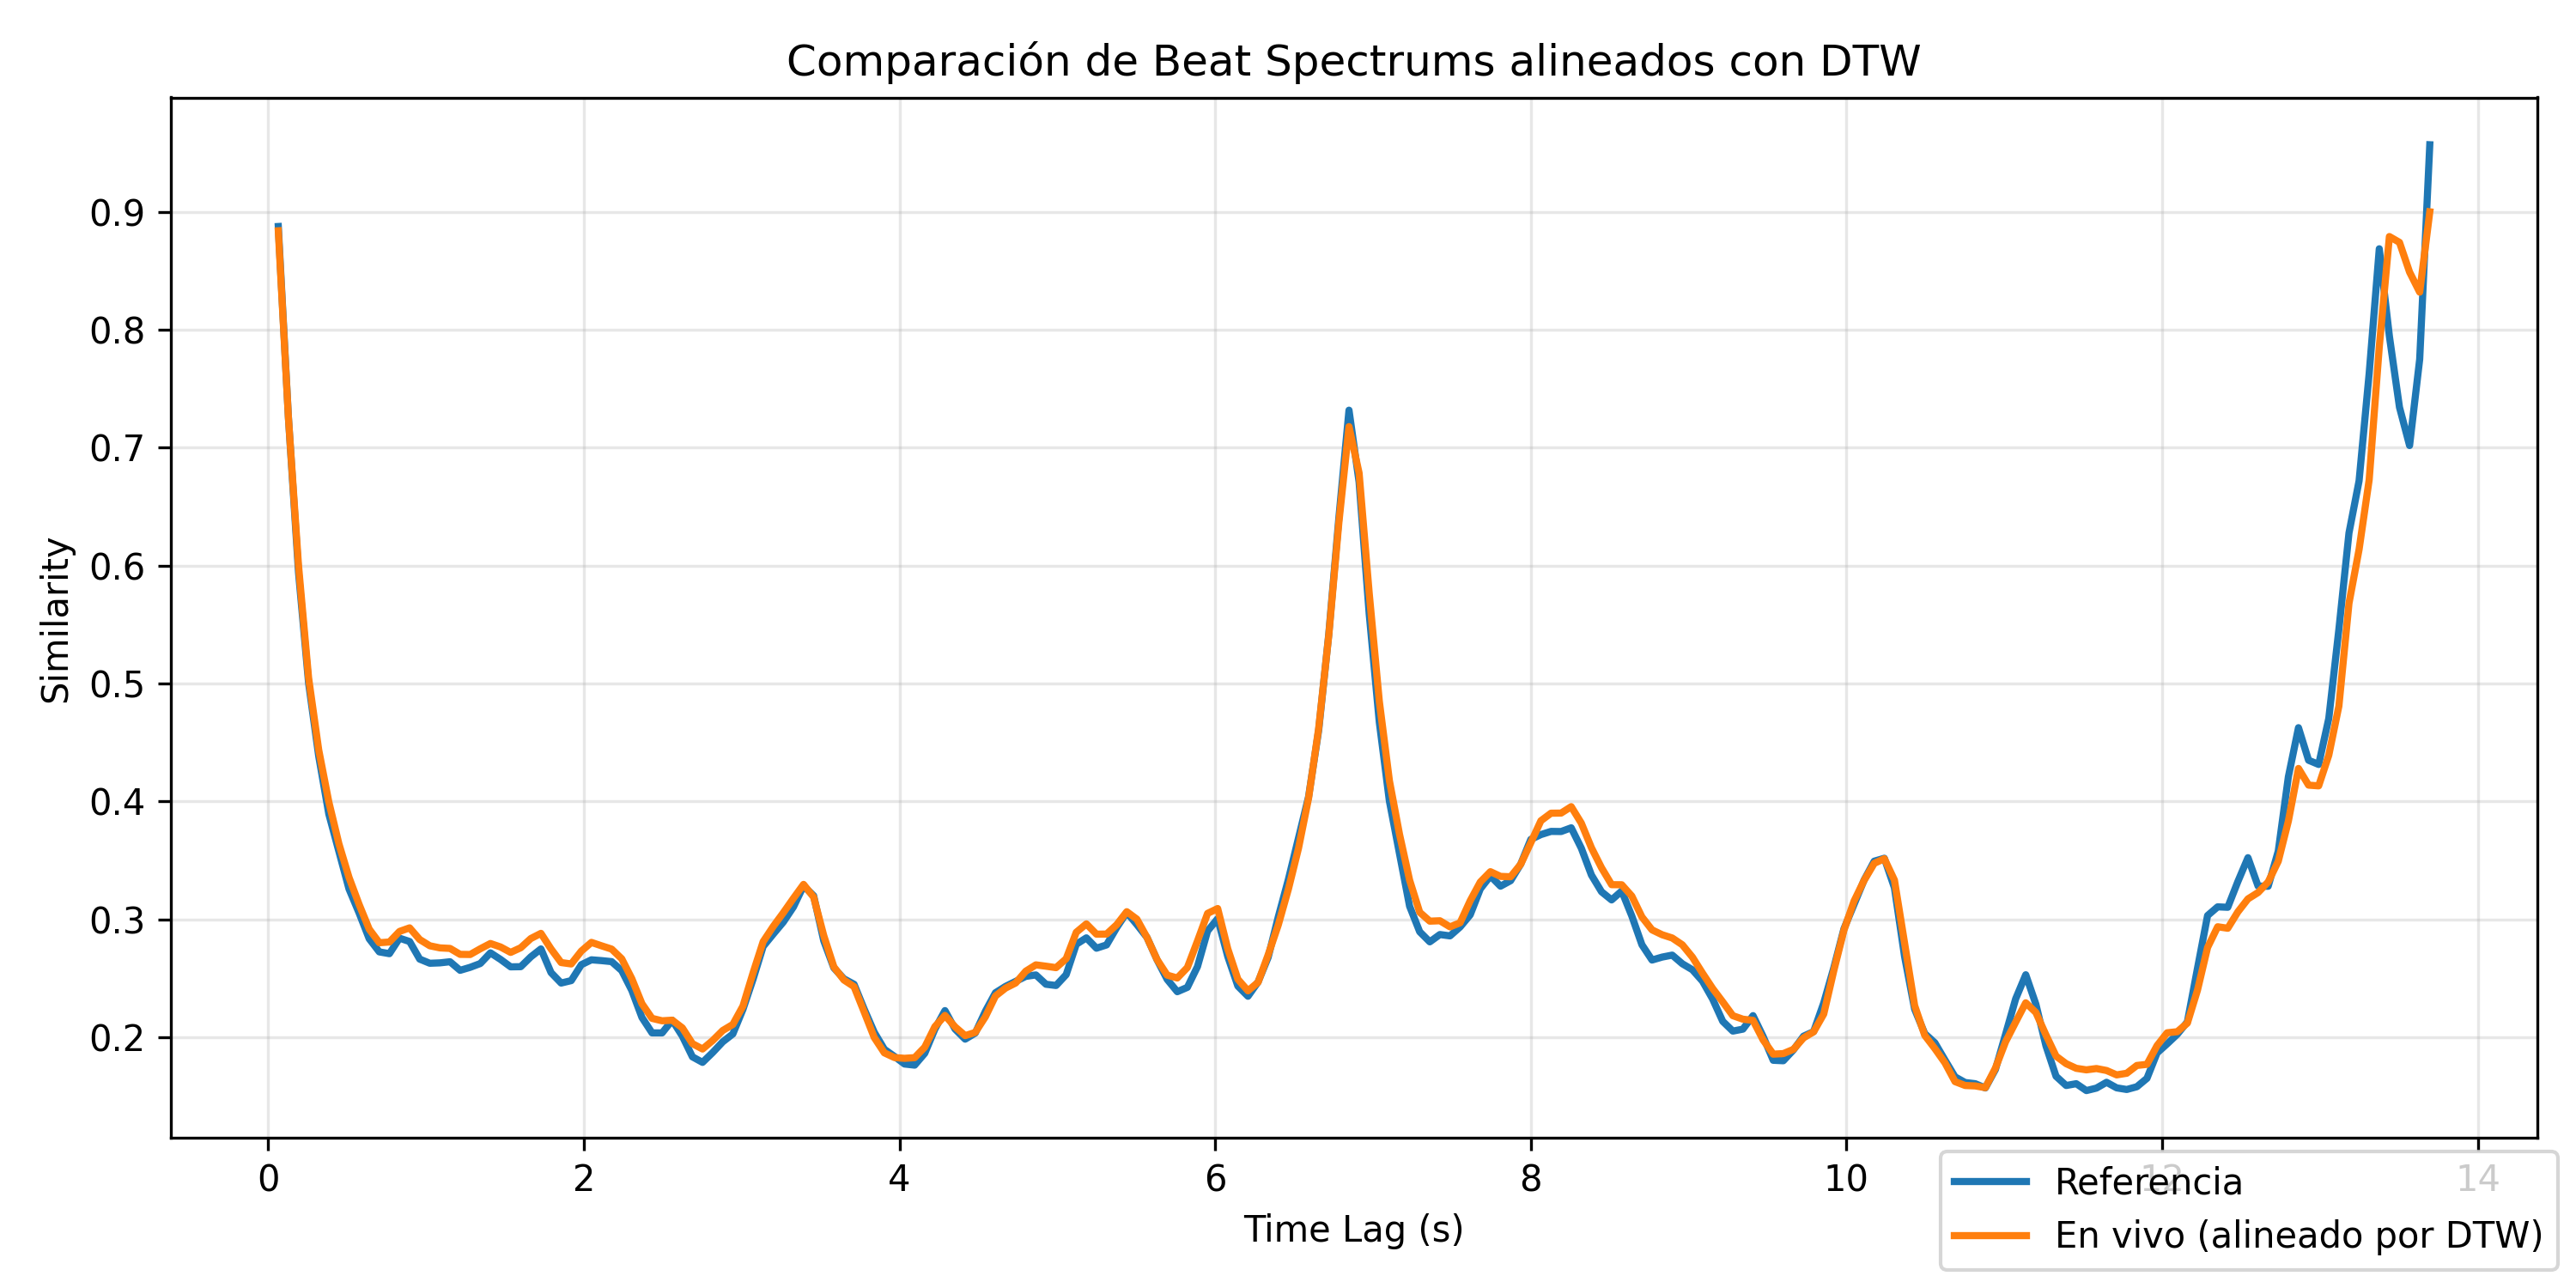 Comparación de Beat Spectrums alineados con DTW
Similarity
0.9
0.8
0.7
0.6
0.5
0.4
0.3
0.2
0 2 4 6 8 10 12 14
Time Lag (s)
Referencia
En vivo (alineado por DTW)